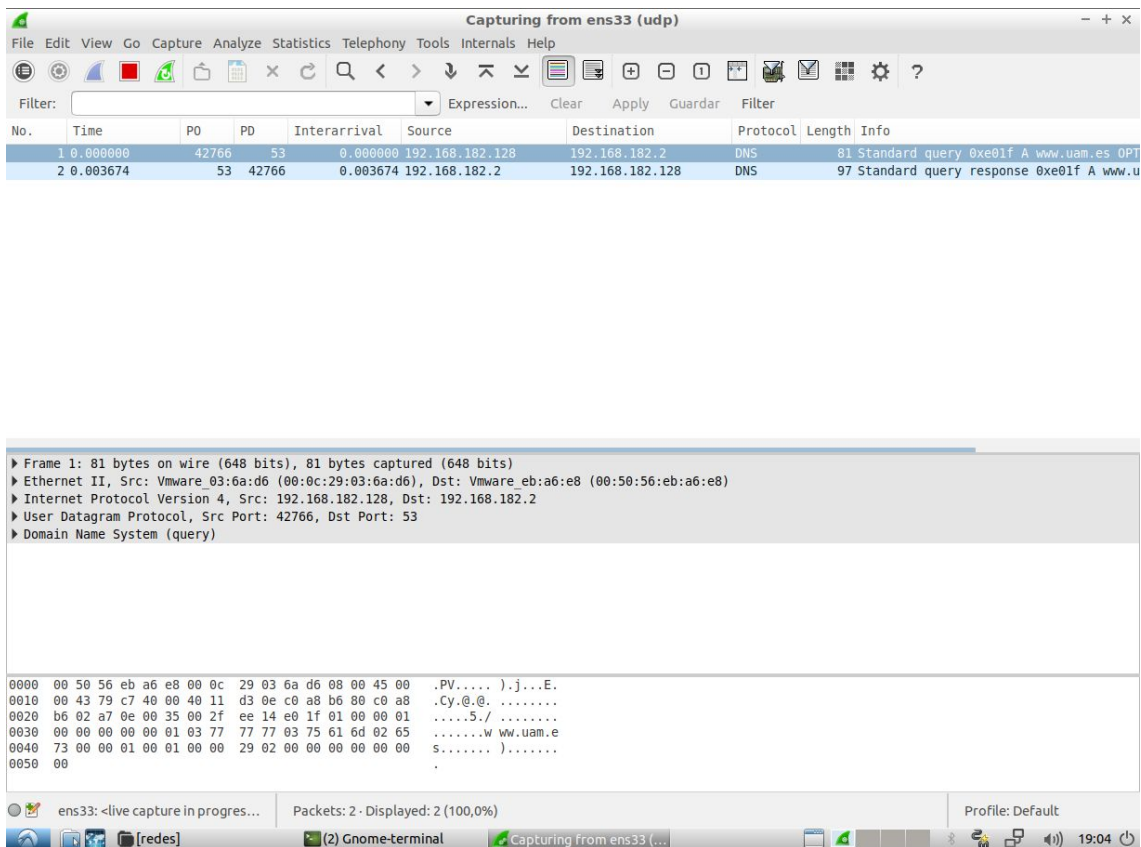 Capturing from ens33 (udp)
File Edit View Go Capture Analyze Statistics Telephony Tools Internals Help
Filter: Expression... Clear Apply Guardar Filter
No. Time PO PD Interarrival Source Destination Protocol Length Info
1 0.000000 42766 53 0.000000 192.168.182.128 192.168.182.2 DNS 81 Standard query 0xe01f A www.uam.es OPT
2 0.003674 53 42766 0.003674 192.168.182.2 192.168.182.128 DNS 97 Standard query response 0xe01f A www.u
Frame 1: 81 bytes on wire (648 bits), 81 bytes captured (648 bits)
Ethernet II, Src: Vmware_03:6a:d6 (00:0c:29:03:6a:d6), Dst: Vmware_eb:a6:e8 (00:50:56:eb:a6:e8)
Internet Protocol Version 4, Src: 192.168.182.128, Dst: 192.168.182.2
User Datagram Protocol, Src Port: 42766, Dst Port: 53
Domain Name System (query)
0000 00 50 56 eb a6 e8 00 0c 29 03 6a d6 08 00 45 00 .PV..... ).j...E.
0010 00 43 79 c7 40 00 40 11 d3 0e c0 a8 b6 80 c0 a8 .Cy.@.@. ........
0020 b6 02 a7 0e 00 35 00 2f ee 14 e0 1f 01 00 00 01 .....5./ ........
0030 00 00 00 00 00 01 03 77 77 77 03 75 61 6d 02 65 .......w ww.uam.e
0040 73 00 00 01 00 01 00 00 29 02 00 00 00 00 00 00 s....... ).......
0050 00 .
ens33: <live capture in progres... Packets: 2 · Displayed: 2 (100,0%) Profile: Default
[redes] (2) Gnome-terminal Capturing from ens33 (... 19:04